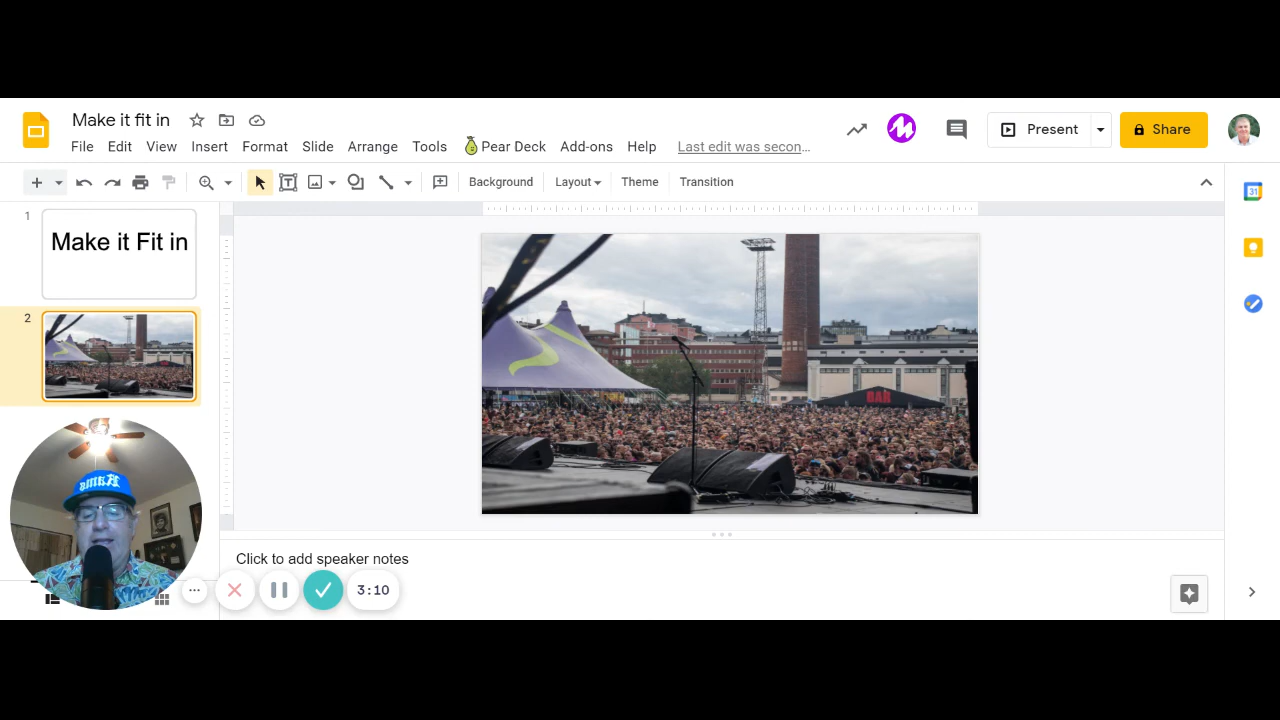 Make it fit in
Present
Share
File Edit View Insert Format Slide Arrange Tools Pear Deck Add-ons Help Last edit was secon...
Background Layout Theme Transition
31
1
Make it Fit in
2
BAR
Click to add speaker notes
3:10